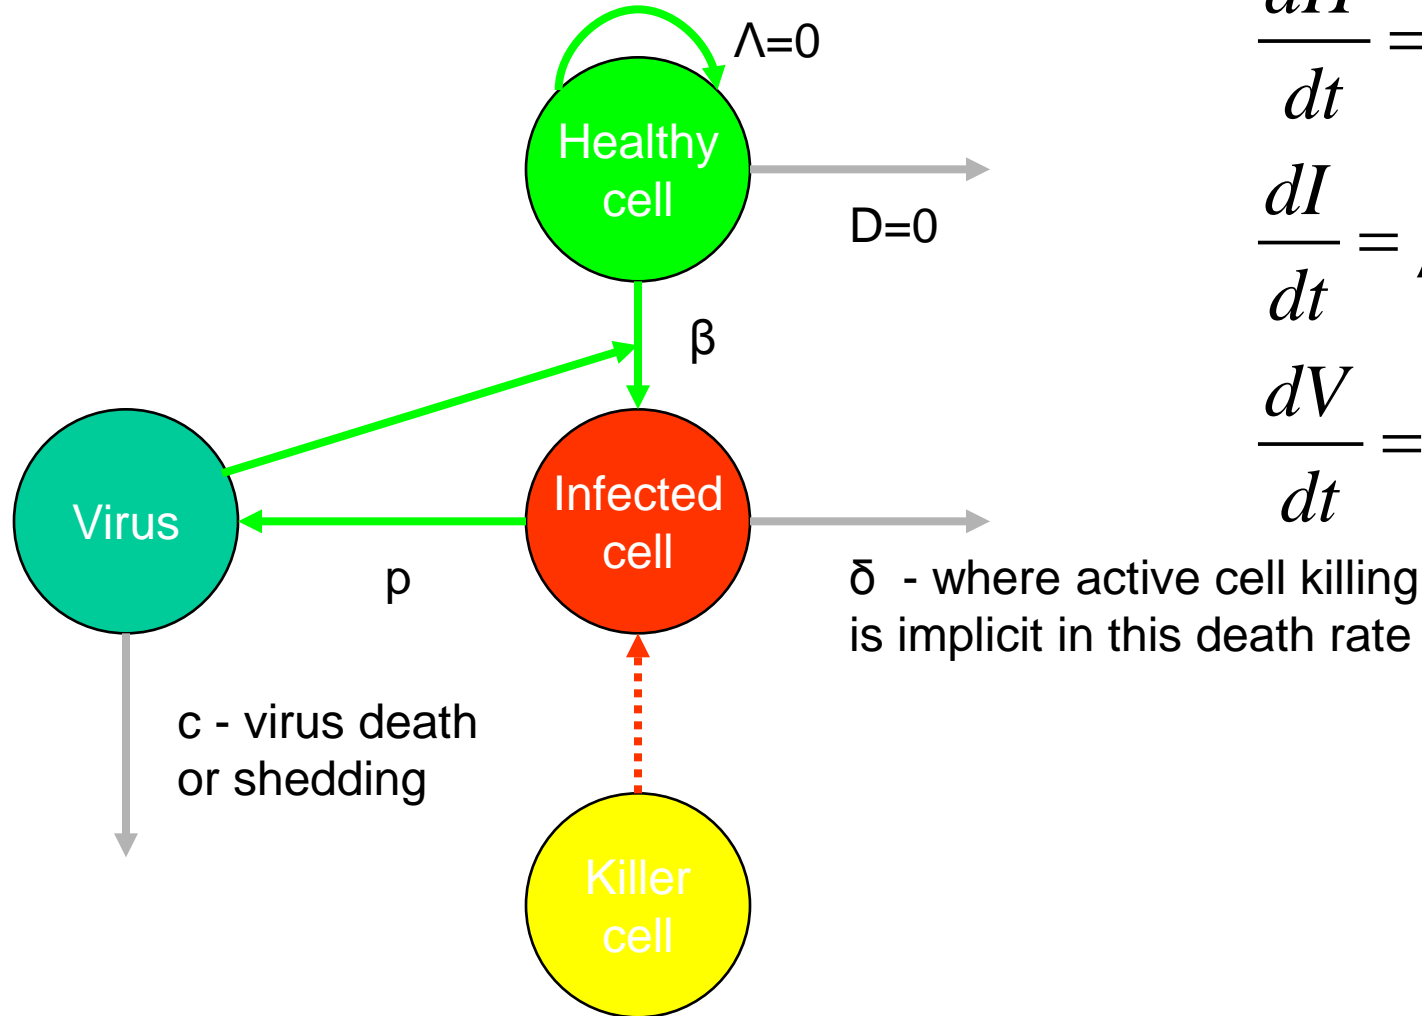 Λ=0
Healthy
cell
D=0
β
Virus
Infected
cell
p
δ - where active cell killing
is implicit in this death rate
c - virus death
or shedding
Killer
cell
dt
=
dI
dt
=
dV
dt
=